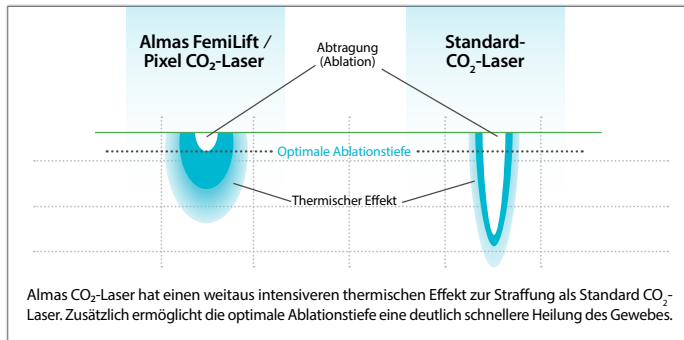 Almas FemiLift /
Pixel CO₂-Laser
Abtragung
(Ablation)
Standard-
CO₂-Laser
Optimale Ablationstiefe
Thermischer Effekt
Almas CO₂-Laser hat einen weitaus intensiveren thermischen Effekt zur Straffung als Standard CO₂-
Laser. Zusätzlich ermöglicht die optimale Ablationstiefe eine deutlich schnellere Heilung des Gewebes.